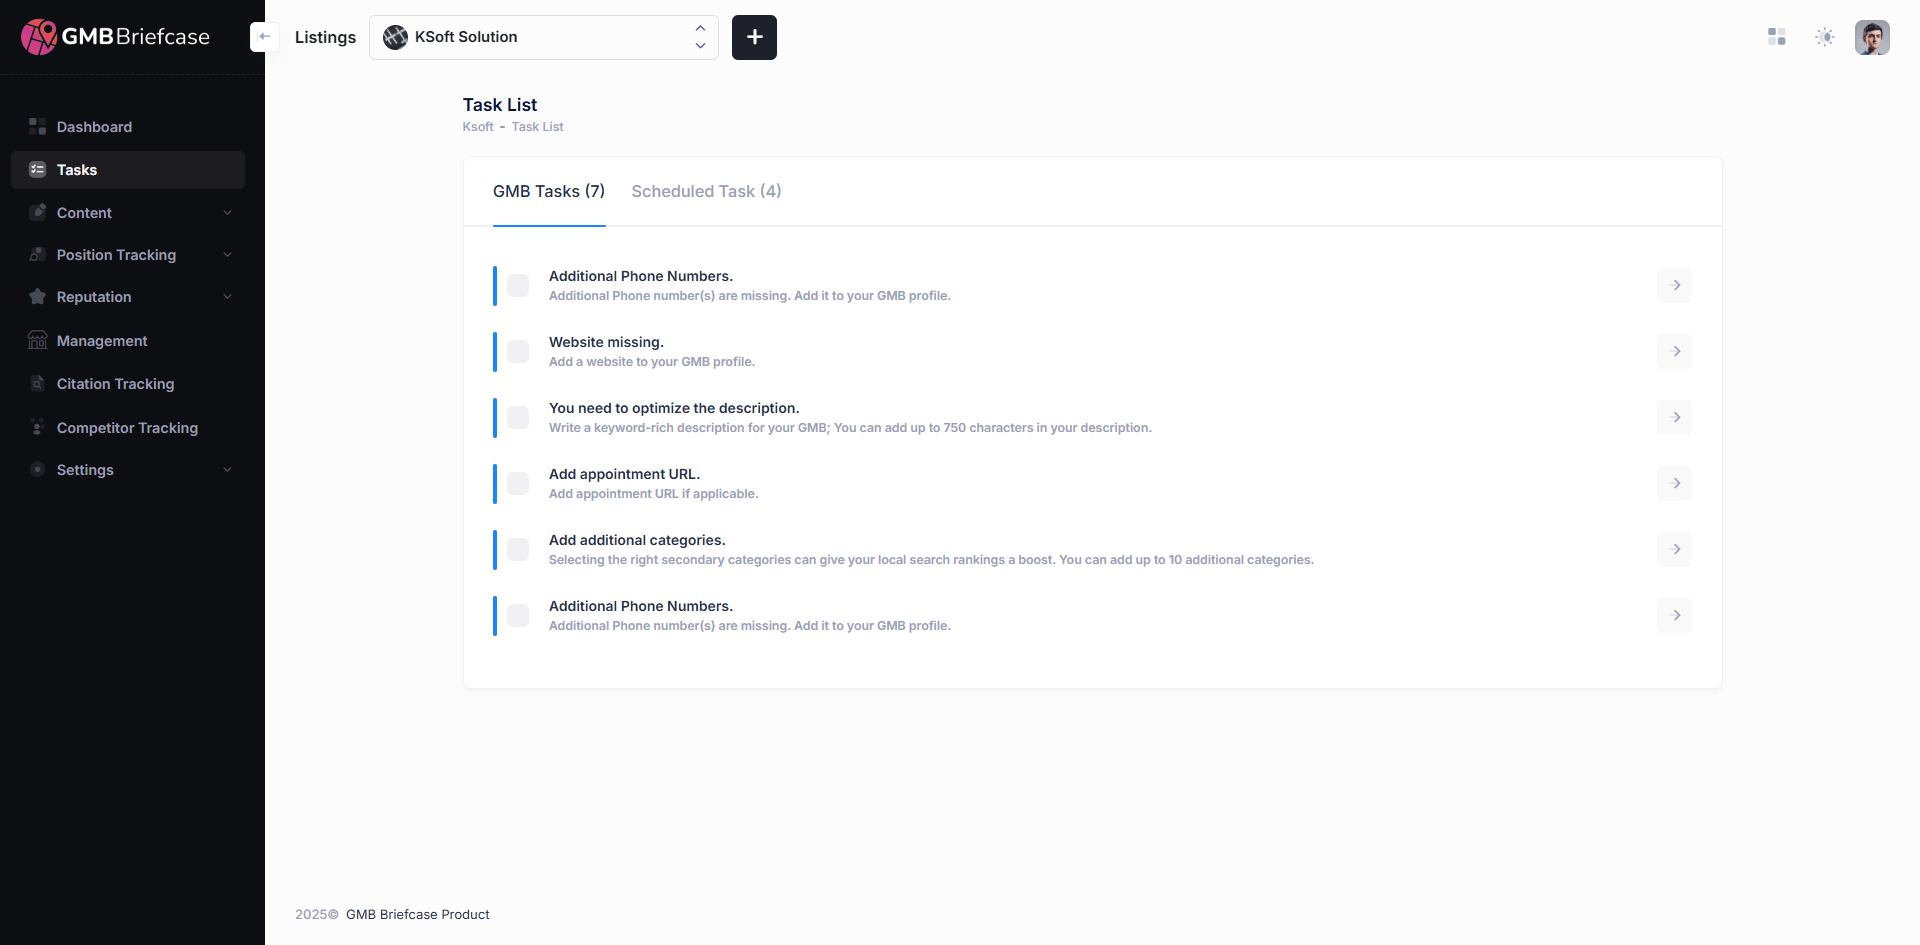 GMBBriefcase
Listings
KSoft Solution
Dashboard
Tasks
Content
Position Tracking
Reputation
Management
Citation Tracking
Competitor Tracking
Settings
Task List
Ksoft - Task List
GMB Tasks (7)
Scheduled Task (4)
Additional Phone Numbers.
Additional Phone number(s) are missing. Add it to your GMB profile.
Website missing.
Add a website to your GMB profile.
You need to optimize the description.
Write a keyword-rich description for your GMB; You can add up to 750 characters in your description.
Add appointment URL.
Add appointment URL if applicable.
Add additional categories.
Selecting the right secondary categories can give your local search rankings a boost. You can add up to 10 additional categories.
Additional Phone Numbers.
Additional Phone number(s) are missing. Add it to your GMB profile.
2025© GMB Briefcase Product